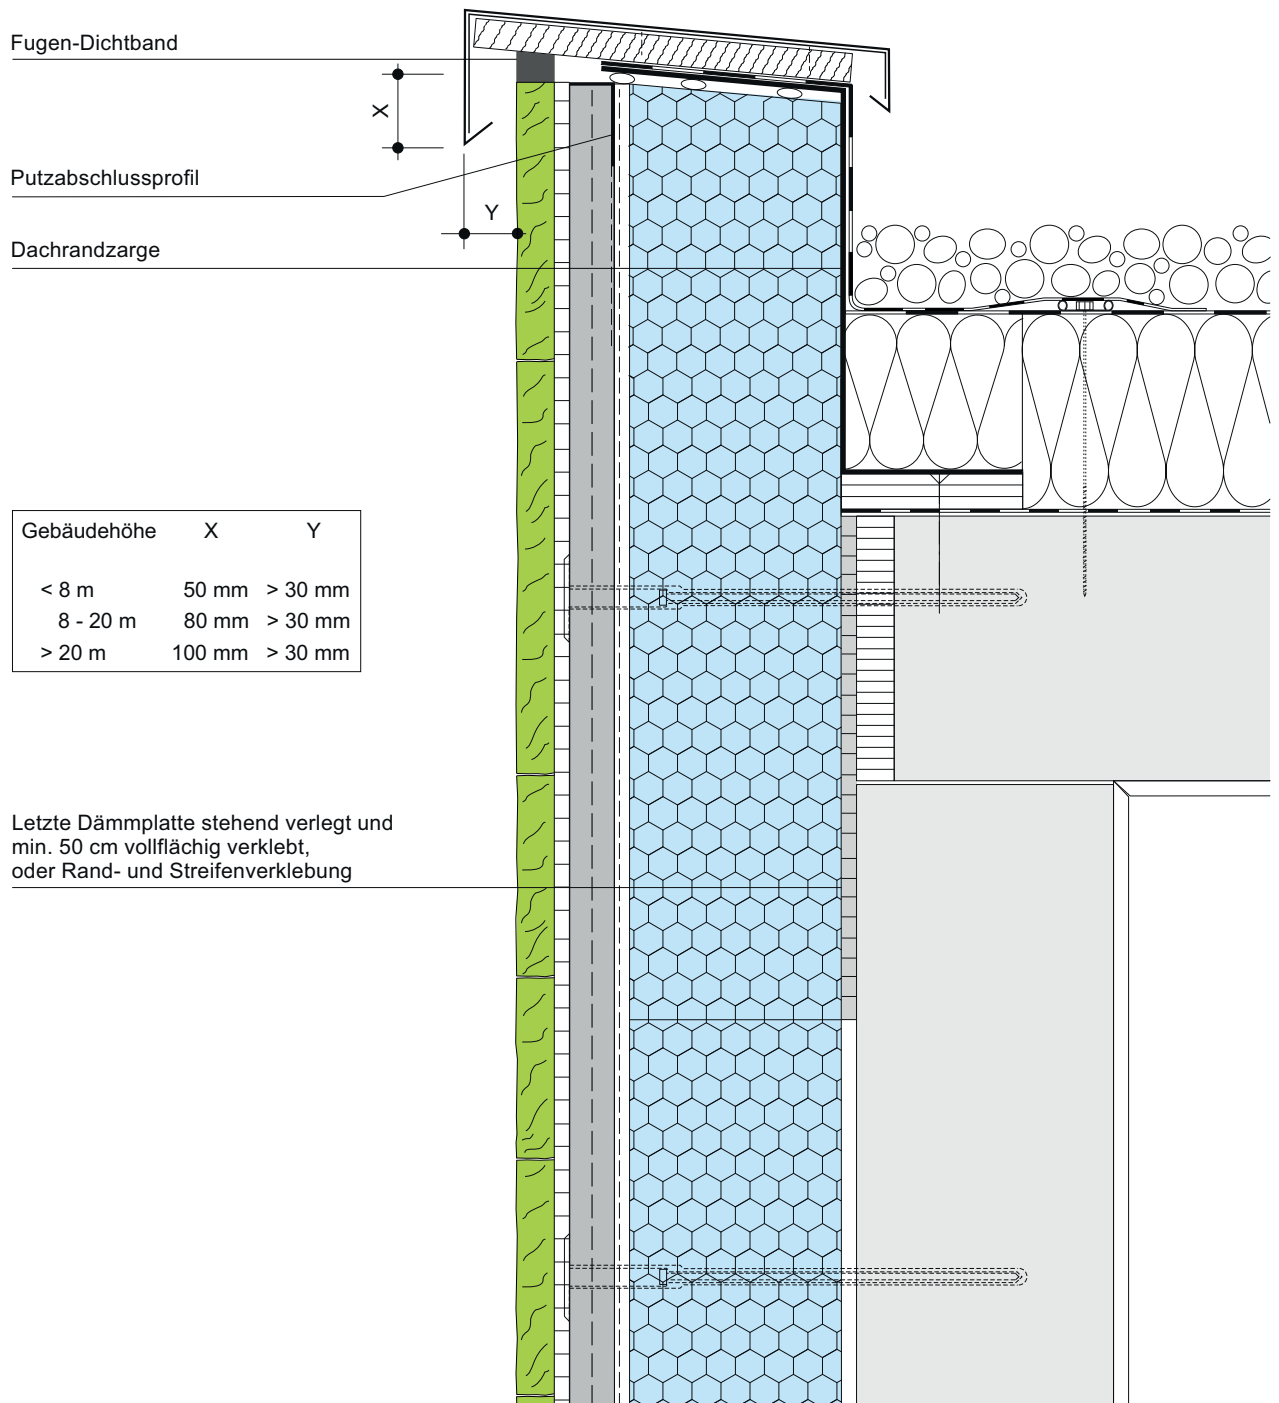 Fugen-Dichtband
X
Putzabschlussprofil
Y
Dachrandzarge
Gebäudehöhe X Y
< 8 m 50 mm > 30 mm
8 - 20 m 80 mm > 30 mm
> 20 m 100 mm > 30 mm
Letzte Dämmplatte stehend verlegt und
min. 50 cm vollflächig verklebt,
oder Rand- und Streifenverklebung